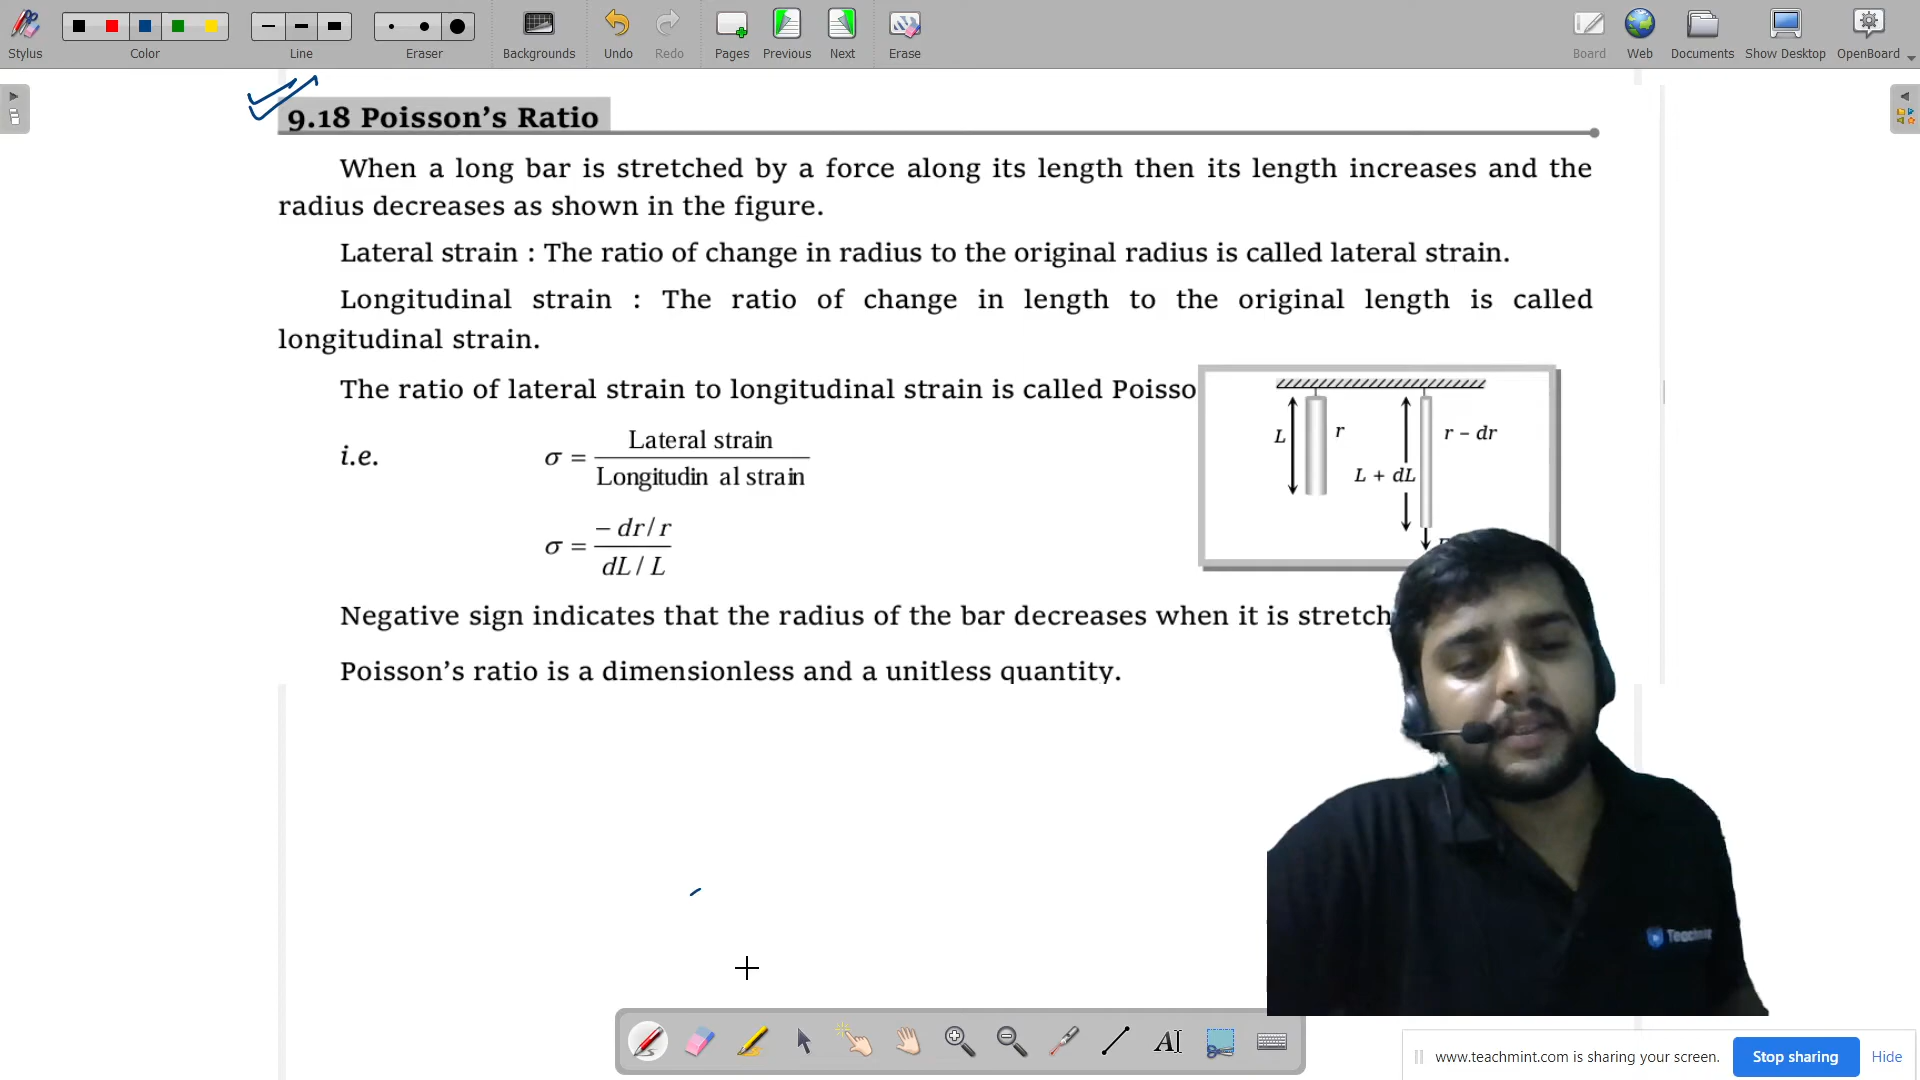 Stylus
Color
Line
Eraser
Backgrounds
Undo
Redo
Pages
Previous
Next
Erase
Board
Web
Documents
Show Desktop
OpenBoard
9.18 Poisson's Ratio
When a long bar is stretched by a force along its length then its length increases and the
radius decreases as shown in the figure.
Lateral strain : The ratio of change in radius to the original radius is called lateral strain.
Longitudinal strain : The ratio of change in length to the original length is called
longitudinal strain.
The ratio of lateral strain to longitudinal strain is called Poisso
i.e.
σ = Lateral strain
Longitudin al strain
σ = − dr/r
dL / L
L
r
L + dL
r – dr
Negative sign indicates that the radius of the bar decreases when it is stretch
Poisson's ratio is a dimensionless and a unitless quantity.
Teachmint
www.teachmint.com is sharing your screen.
Stop sharing
Hide